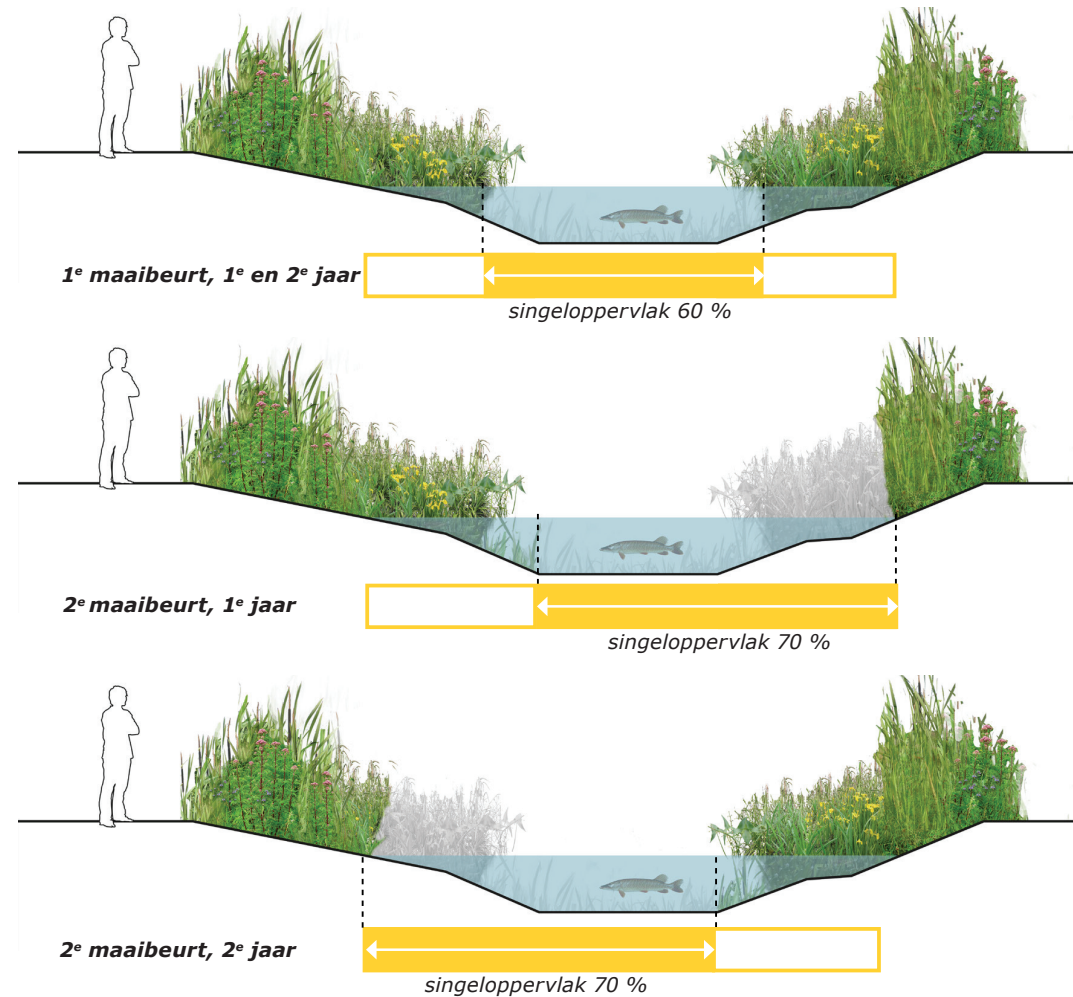 1e maaibeurt, 1e en 2e jaar
singeloppervlak 60 %
2e maaibeurt, 1e jaar
singeloppervlak 70 %
2e maaibeurt, 2e jaar
singeloppervlak 70 %